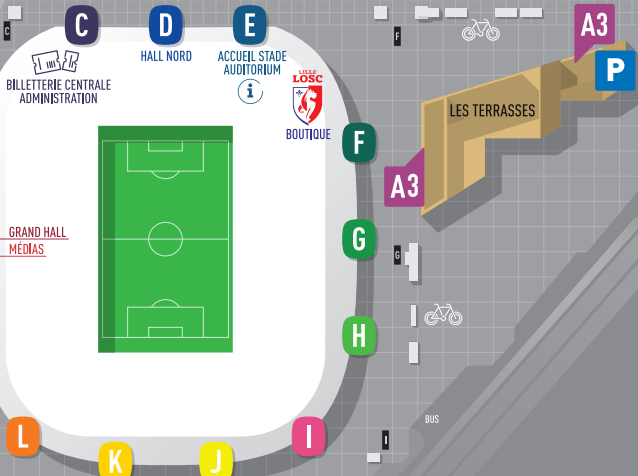 C
D
E
A3
P
C
F
HALL NORD
ACCUEIL STADE
AUDITORIUM
i
BILLETTERIE CENTRALE
ADMINISTRATION
LILLE
LOSC
BOUTIQUE
LES TERRASSES
F
A3
GRAND HALL
MÉDIAS
G
G
H
BUS
L
K
J
I
I